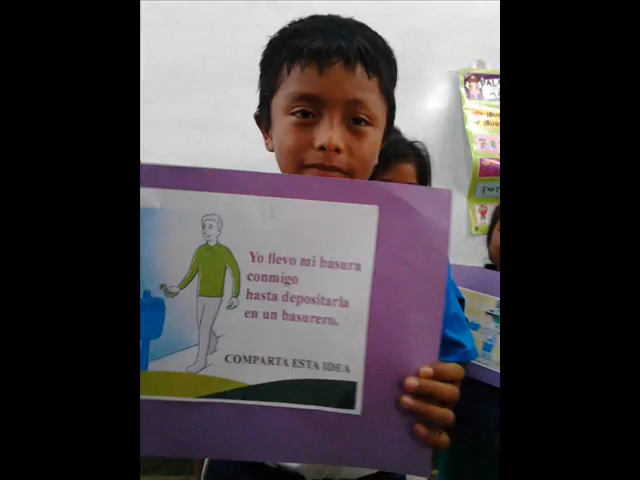 Yo llevo mi basura
conmigo
hasta depositarla
en un basurero.
COMPARTA ESTA IDEA